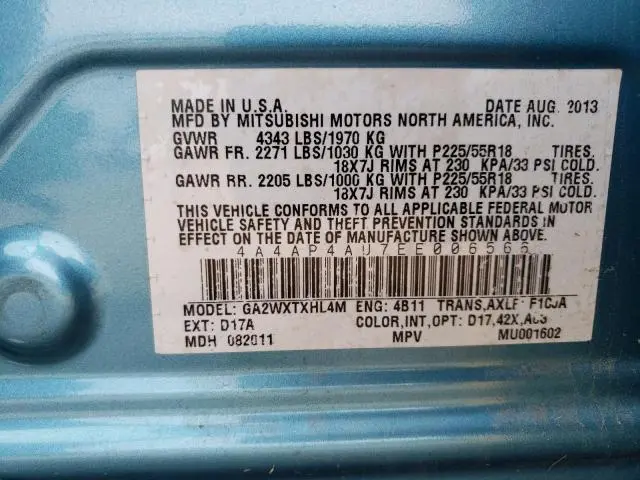 MADE IN U.S.A. DATE AUG. 2013
MFD BY MITSUBISHI MOTORS NORTH AMERICA, INC.
GVWR 4343 LBS/1970 KG
GAWR FR. 2271 LBS/1030 KG WITH P225/55R18 TIRES.
18X7J RIMS AT 230 KPA/33 PSI COLD.
GAWR RR. 2205 LBS/1000 KG WITH P225/55R18 TIRES.
18X7J RIMS AT 230 KPA/33 PSI COLD.
THIS VEHICLE CONFORMS TO ALL APPLICABLE FEDERAL MOTOR
VEHICLE SAFETY AND THEFT PREVENTION STANDARDS IN
EFFECT ON THE DATE OF MANUFACTURE SHOWN ABOVE.
4A4AP4AU7EE006566
MODEL: GA2WXTXHL4M ENG: 4B11 TRANS,AXLE: F1CJA
EXT: D17A COLOR,INT,OPT: D17,42X,A03
MDH 082011 MPV MU001602